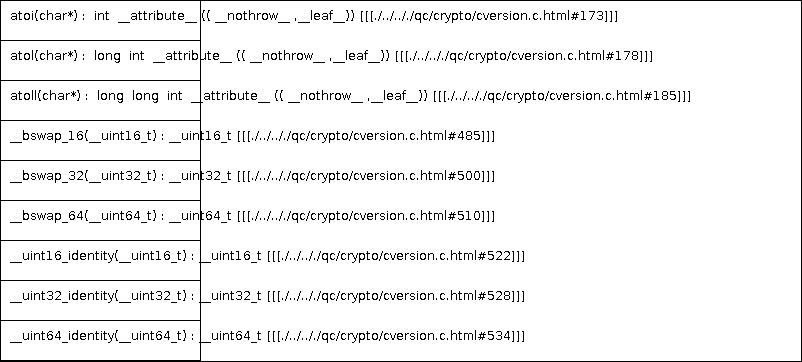 atoi(char*) : int __attribute__ (( __nothrow__ ,__leaf__)) [[[./../.././qc/crypto/cversion.c.html#173]]]
atol(char*) : long int __attribute__ (( __nothrow__ ,__leaf__)) [[[./../.././qc/crypto/cversion.c.html#178]]]
atoll(char*) : long long int __attribute__ (( __nothrow__ ,__leaf__)) [[[./../.././qc/crypto/cversion.c.html#185]]]
__bswap_16(__uint16_t) : __uint16_t [[[./../.././qc/crypto/cversion.c.html#485]]]
__bswap_32(__uint32_t) : __uint32_t [[[./../.././qc/crypto/cversion.c.html#500]]]
__bswap_64(__uint64_t) : __uint64_t [[[./../.././qc/crypto/cversion.c.html#510]]]
__uint16_identity(__uint16_t) : __uint16_t [[[./../.././qc/crypto/cversion.c.html#522]]]
__uint32_identity(__uint32_t) : __uint32_t [[[./../.././qc/crypto/cversion.c.html#528]]]
__uint64_identity(__uint64_t) : __uint64_t [[[./../.././qc/crypto/cversion.c.html#534]]]